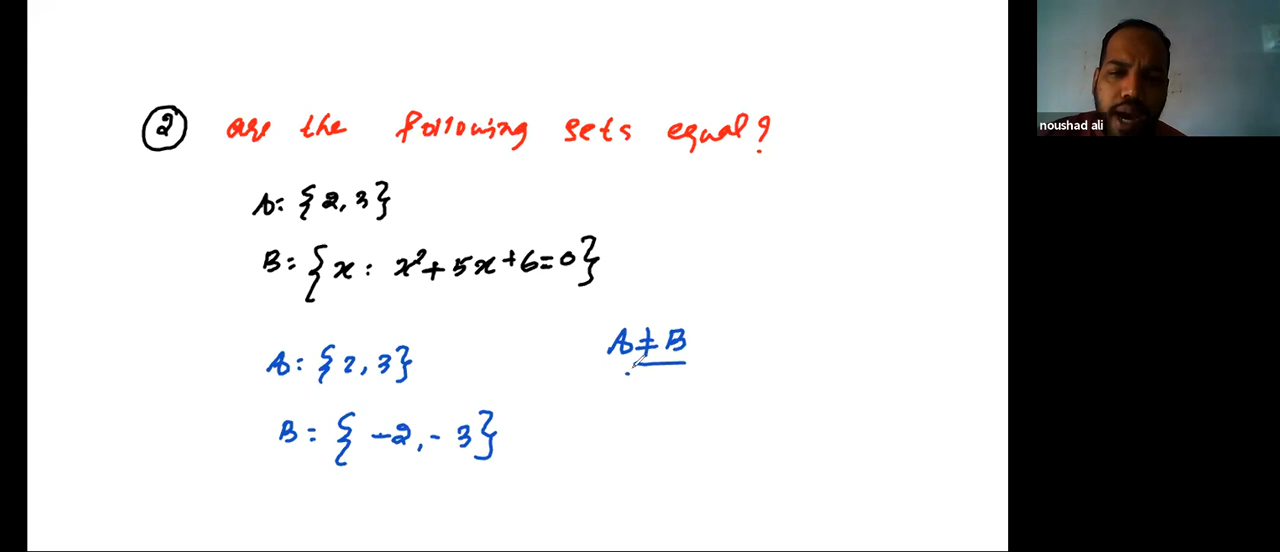 ② are the following sets equal?
A = {2, 3}
B = {x : x² + 5x + 6 = 0}
A = {2, 3}
A ≠ B
B = {-2, -3}
noushad ali